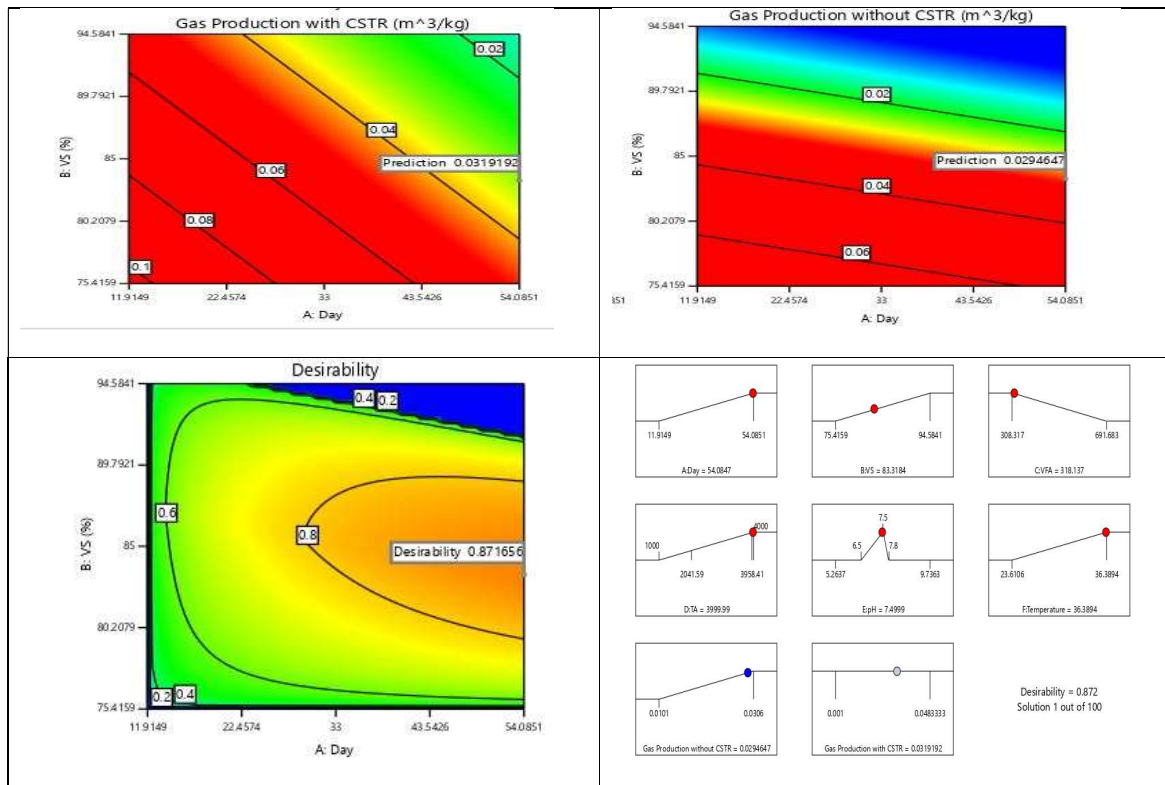 Gas Production with CSTR (m^3/kg)
94.5841
89.7921
85
80.2079
75.4159
B: VS (%)
0.02
0.04
Prediction 0.0319192
0.06
0.08
0.1
11.9149 22.4574 33 43.5426 54.0851
A: Day
Gas Production without CSTR (m^3/kg)
94.5841
89.7921
85
80.2079
75.4159
B: VS (%)
0.02
Prediction 0.0294647
0.04
0.06
351
11.9149 22.4574 33 43.5426 54.0851
A: Day
Desirability
94.5841
89.7921
85
80.2079
75.4159
B: VS (%)
0.4 0.2
0.6
0.8
Desirability 0.871656
0.2 0.4
11.9149 22.4574 33 43.5426 54.0851
A: Day
11.9149 54.0851
A:Day = 54.0847
75.4159 94.5841
B:VS = 83.3184
308.317 691.683
C:VFA = 318.137
1000 4000
2041.59 3958.41
D:TA = 3999.99
7.5
6.5 7.8
5.2637 9.7363
E:pH = 7.4999
23.6106 36.3894
F:Temperature = 36.3894
0.0101 0.0306
Gas Production without CSTR = 0.0294647
0.001 0.0483333
Gas Production with CSTR = 0.0319192
Desirability = 0.872
Solution 1 out of 100